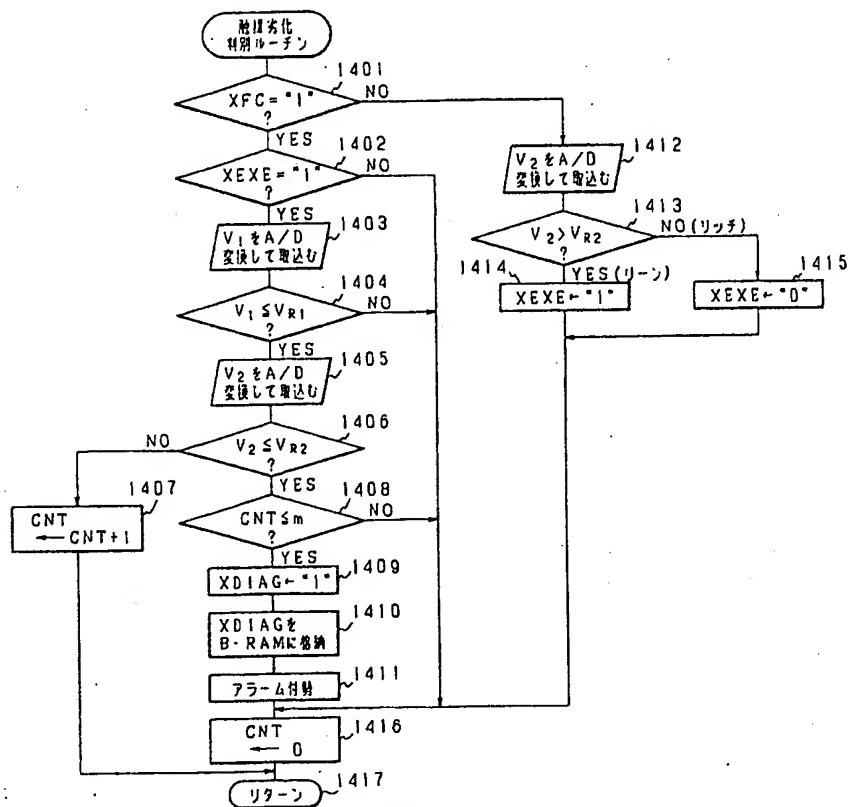 触媒劣化
判別ルーチン
1401
XFC="1"
?
NO
YES
1402
XEXE="1"
?
NO
YES
1403
V1をA/D
変換して取込む
1404
V1≦VR1
?
NO
YES
1405
V2をA/D
変換して取込む
1406
V2≦VR2
?
NO
YES
1407
CNT
←CNT+1
1408
CNT≦m
?
NO
YES
1409
XDIAG←"1"
1410
XDIAGを
B-RAMに格納
1411
アラーム付勢
1412
V2をA/D
変換して取込む
1413
V2>VR2
?
NO(リッチ)
YES(リーン)
1414
XEXE←"1"
1415
XEXE←"0"
1416
CNT
←0
1417
リターン